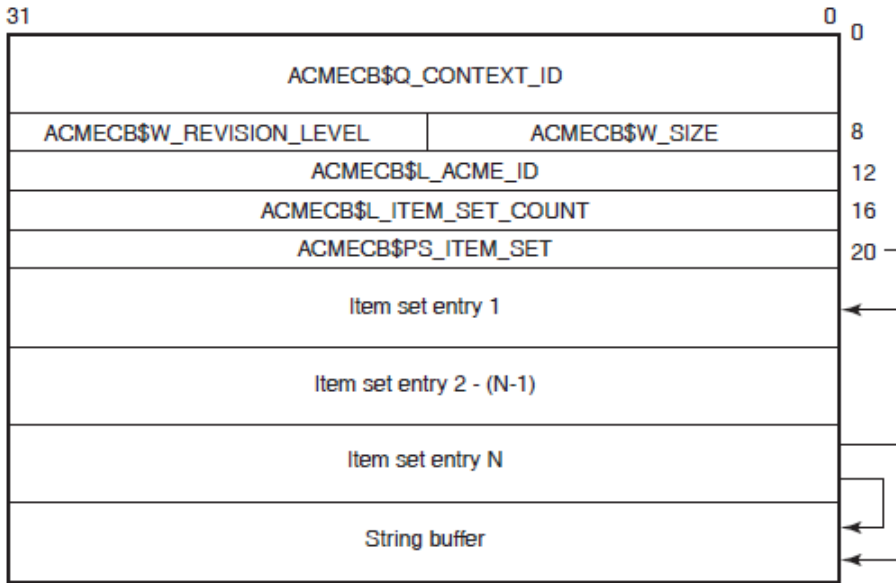 31 0
0
ACMECB$Q_CONTEXT_ID
ACMECB$W_REVISION_LEVEL ACMECB$W_SIZE 8
ACMECB$L_ACME_ID 12
ACMECB$L_ITEM_SET_COUNT 16
ACMECB$PS_ITEM_SET 20
Item set entry 1
Item set entry 2 - (N-1)
Item set entry N
String buffer